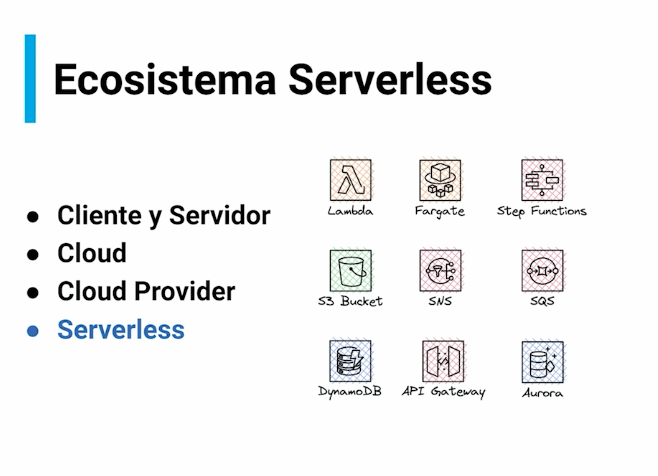 Ecosistema Serverless
Cliente y Servidor
Cloud
Cloud Provider
Serverless
Lambda
Fargate
Step Functions
S3 Bucket
SNS
SQS
DynamoDB
API Gateway
Aurora